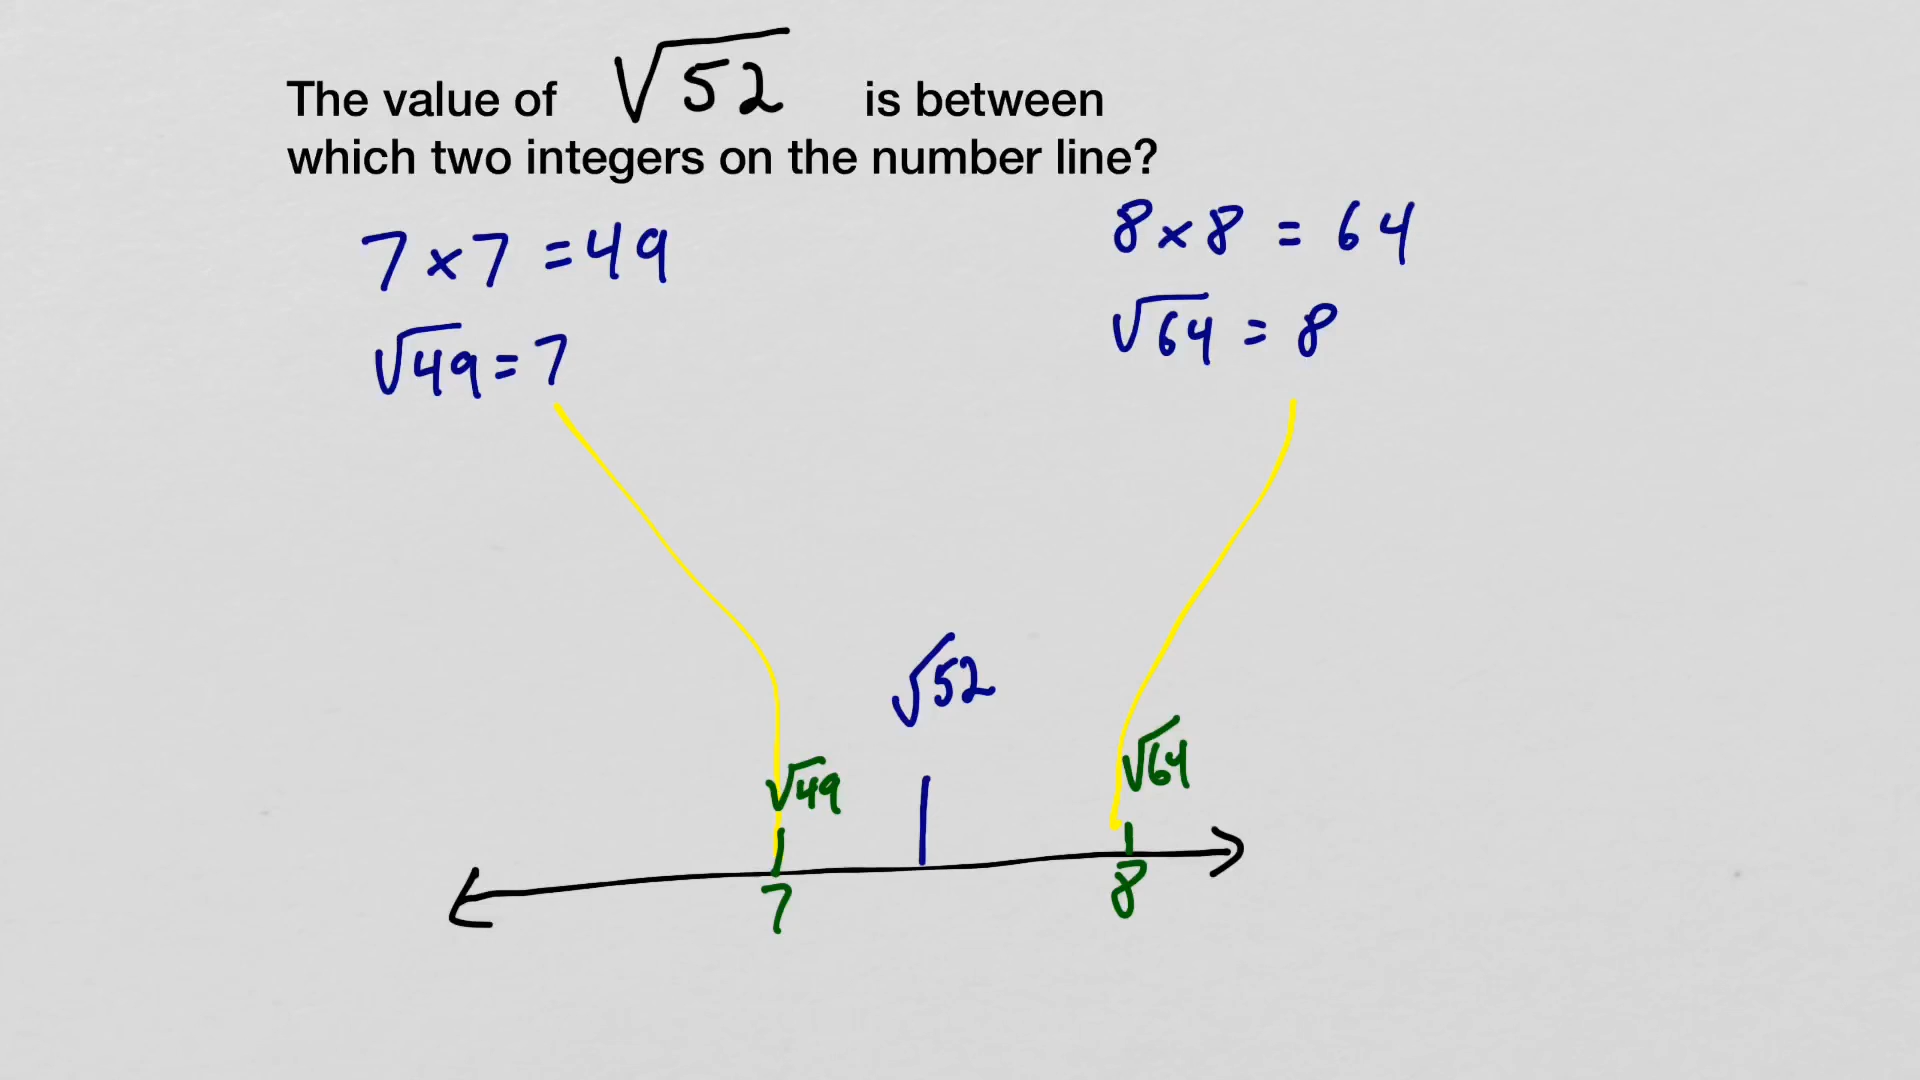 The value of √52 is between
which two integers on the number line?
7 × 7 = 49
√49 = 7
8 × 8 = 64
√64 = 8
√52
√49
√64
7
8